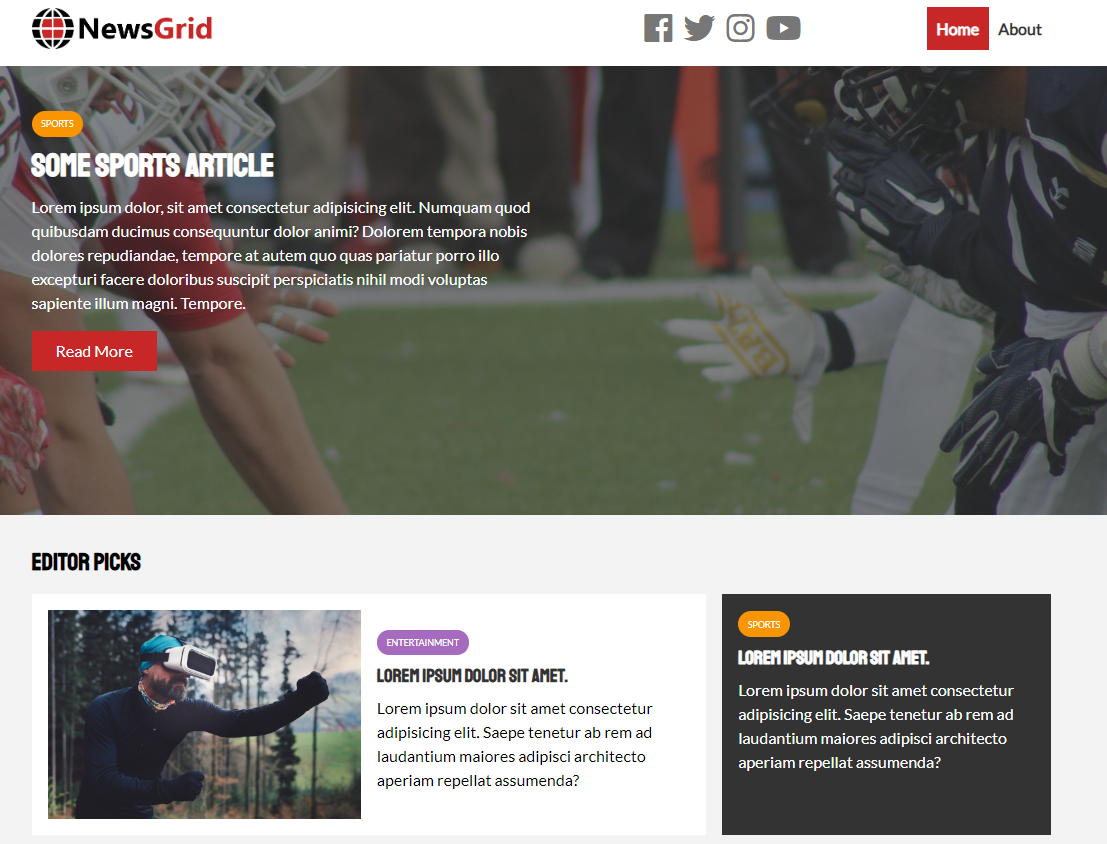 NewsGrid
Home About
SPORTS
SOME SPORTS ARTICLE
Lorem ipsum dolor, sit amet consectetur adipisicing elit. Numquam quod
quibusdam ducimus consequuntur dolor animi? Dolorem tempora nobis
dolores repudiandae, tempore at autem quo quas pariatur porro illo
excepturi facere doloribus suscipit perspiciatis nihil modi voluptas
sapiente illum magni. Tempore.
Read More
EDITOR PICKS
ENTERTAINMENT
LOREM IPSUM DOLOR SIT AMET.
Lorem ipsum dolor sit amet consectetur
adipisicing elit. Saepe tenetur ab rem ad
laudantium maiores adipisci architecto
aperiam repellat assumenda?
SPORTS
LOREM IPSUM DOLOR SIT AMET.
Lorem ipsum dolor sit amet consectetur
adipisicing elit. Saepe tenetur ab rem ad
laudantium maiores adipisci architecto
aperiam repellat assumenda?